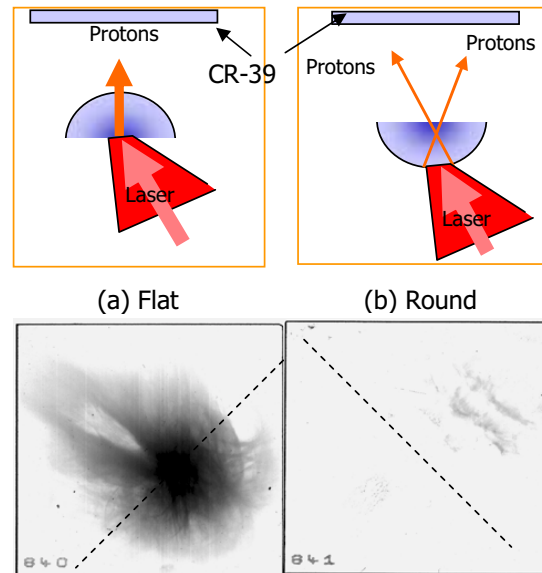 Protons
Protons
Protons
CR-39
Laser
Laser
(a) Flat
(b) Round
840
841